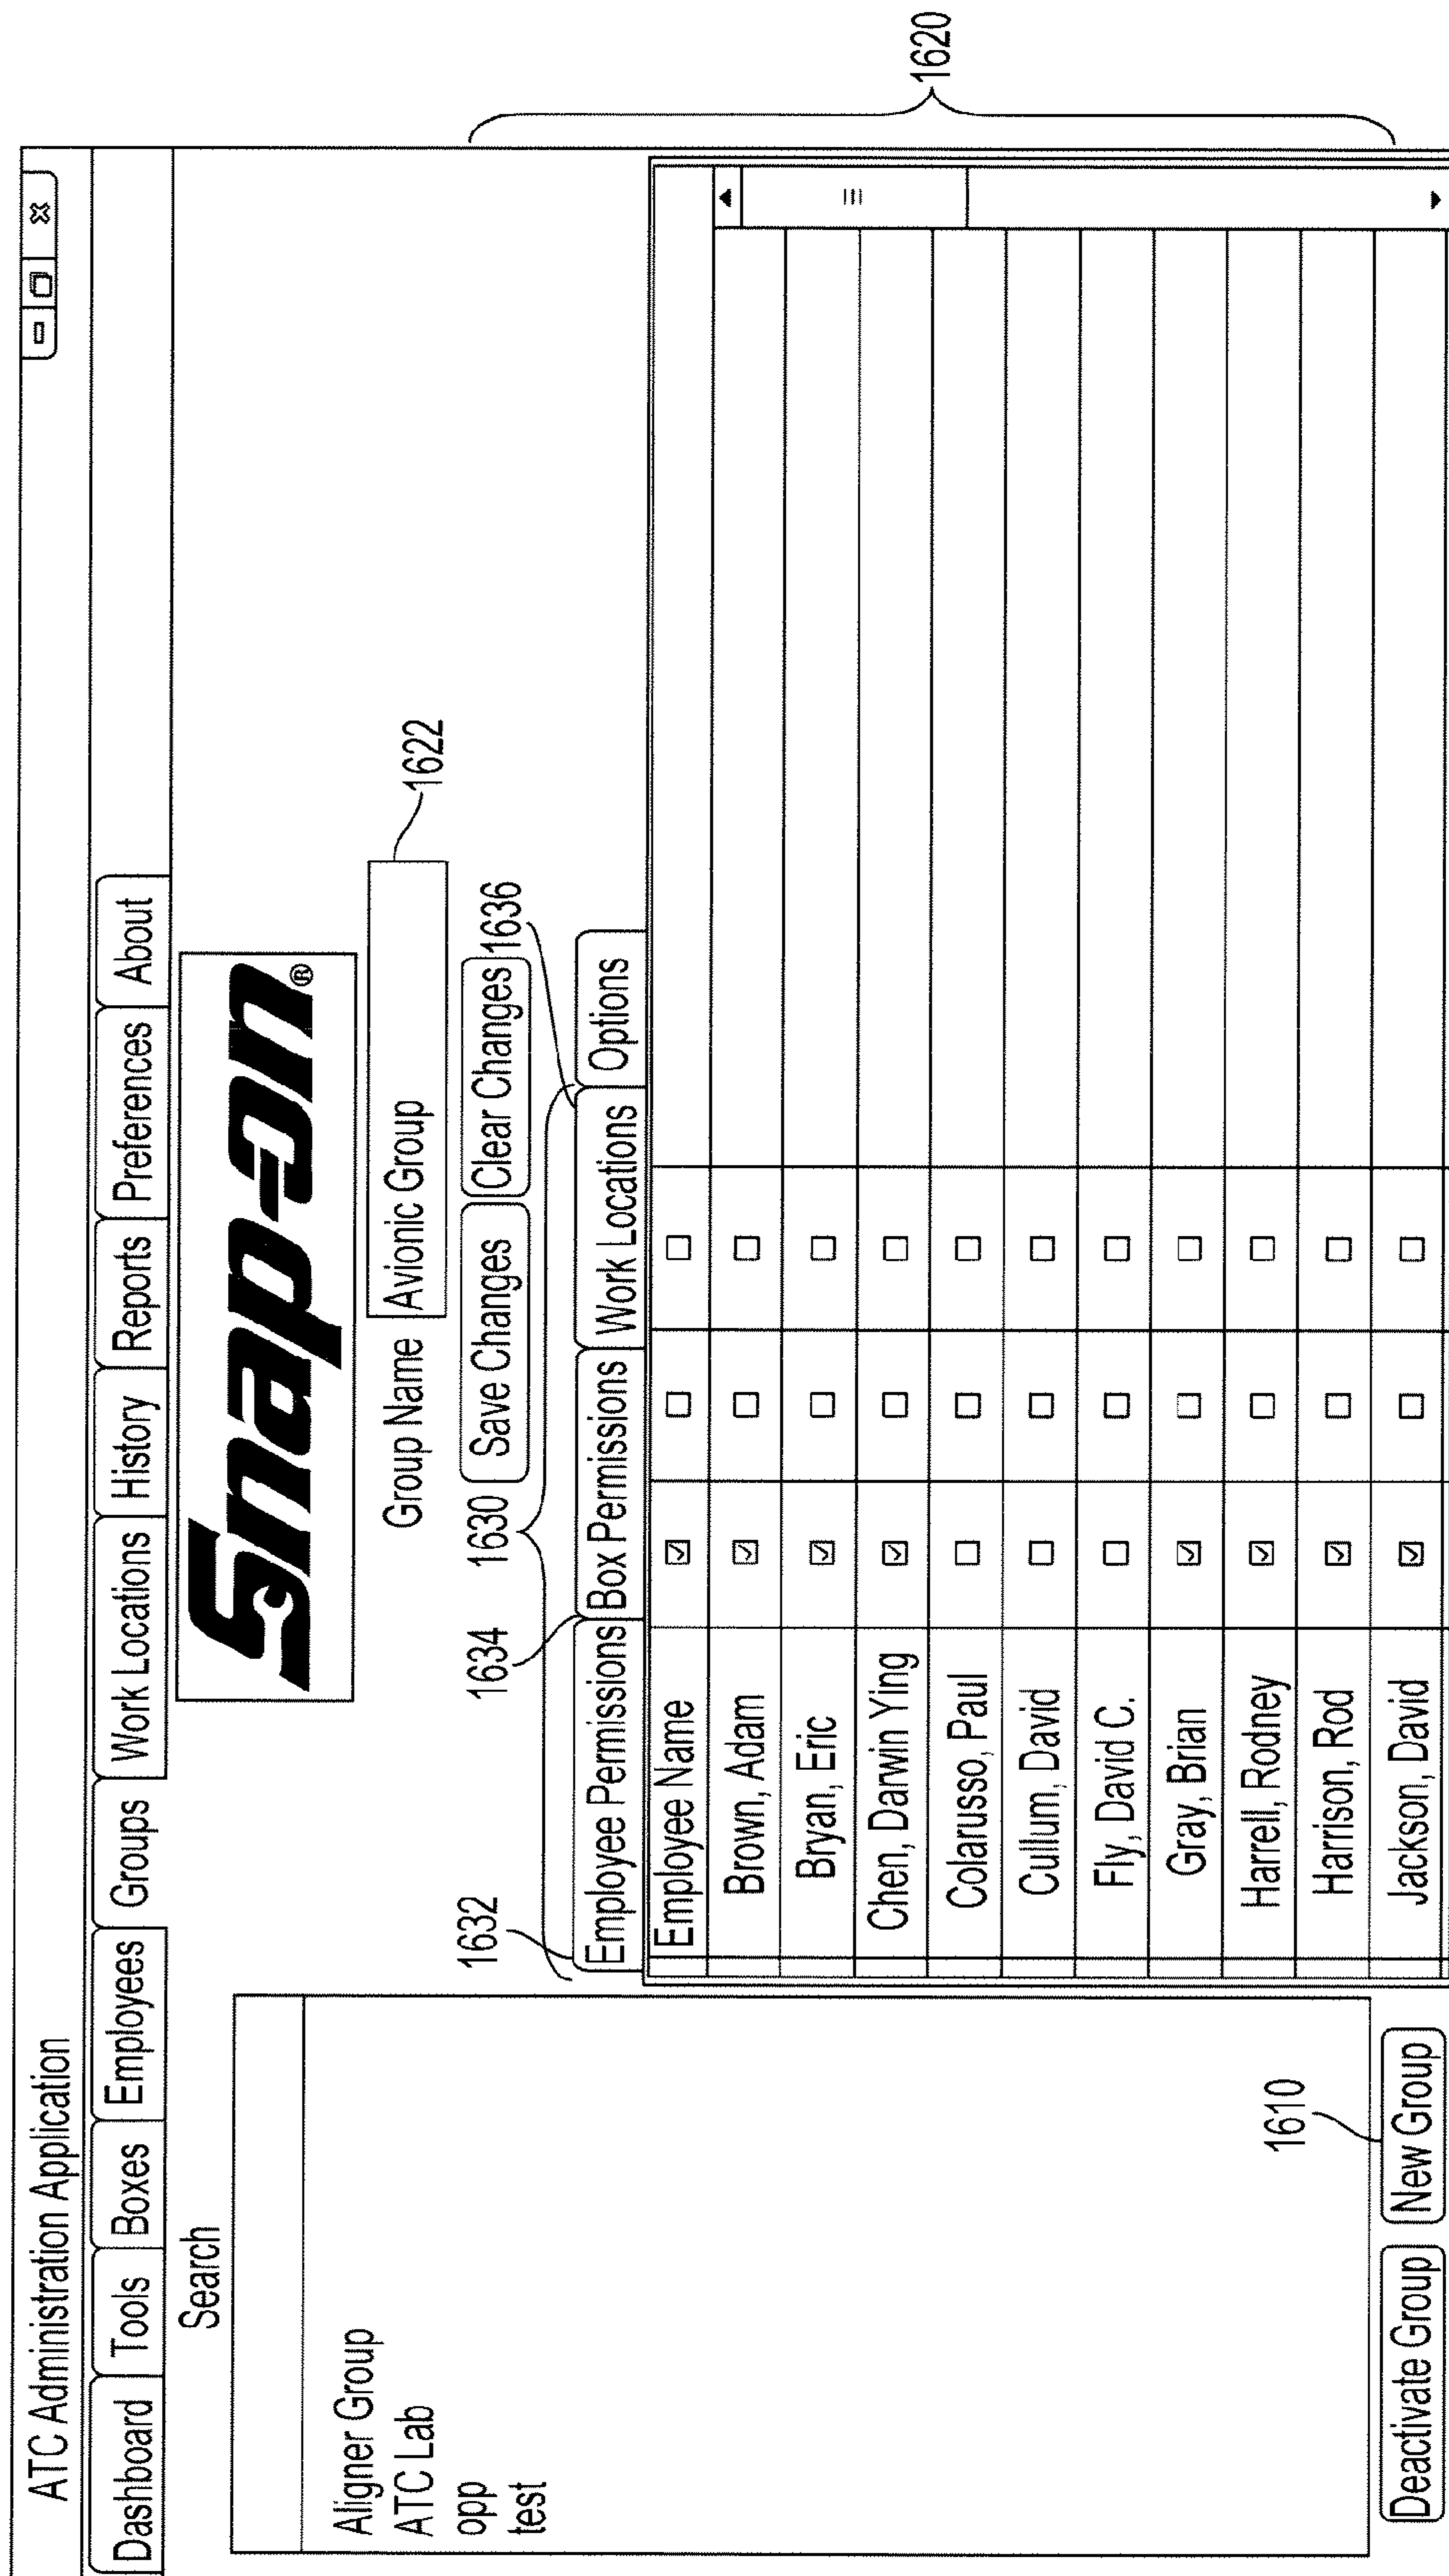 ATC Administration Application
Dashboard Tools Boxes Employees Groups Work Locations History Reports Preferences About
Search
Snap-on®
Group Name Avionic Group
1622
Save Changes Clear Changes
1630
1632
1634
1636
Employee Permissions Box Permissions Work Locations Options
Employee Name
Brown, Adam
Bryan, Eric
Chen, Darwin Ying
Colarusso, Paul
Cullum, David
Fly, David C.
Gray, Brian
Harrell, Rodney
Harrison, Rod
Jackson, David
1620
Aligner Group
ATC Lab
opp
test
1610
Deactivate Group New Group